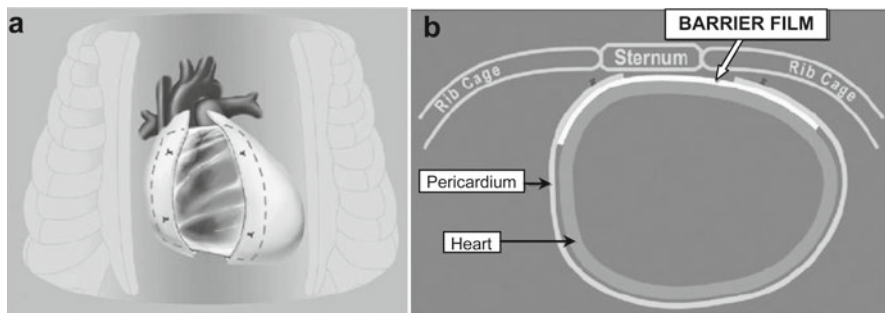 a
b
BARRIER FILM
Sternum
Rib Cage
Rib Cage
Pericardium
Heart